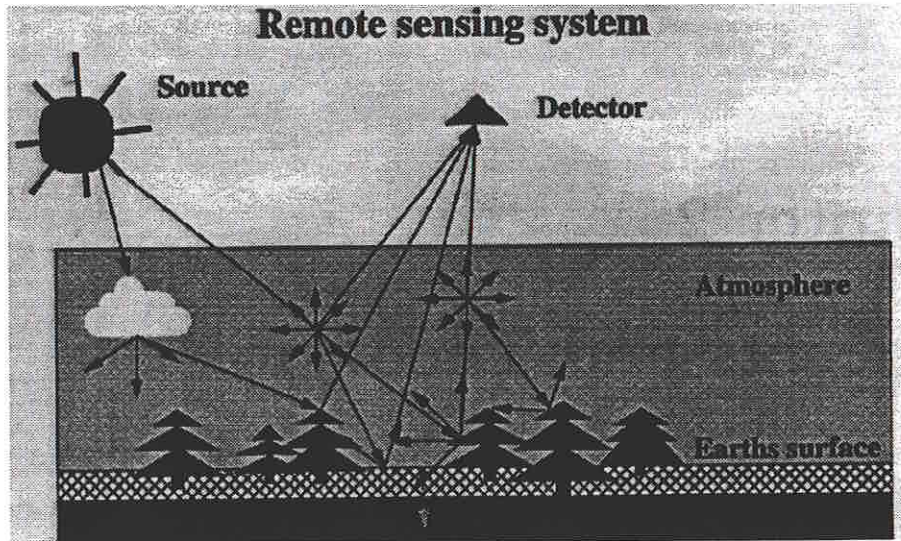 Remote sensing system
Source
Detector
Atmosphere
Earths surface